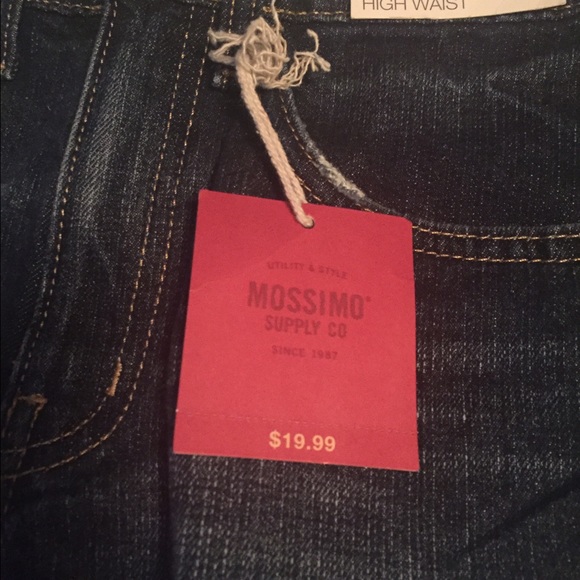 HIGH WAIST
UTILITY & STYLE
MOSSIMO®
SUPPLY CO
SINCE 1987
$19.99